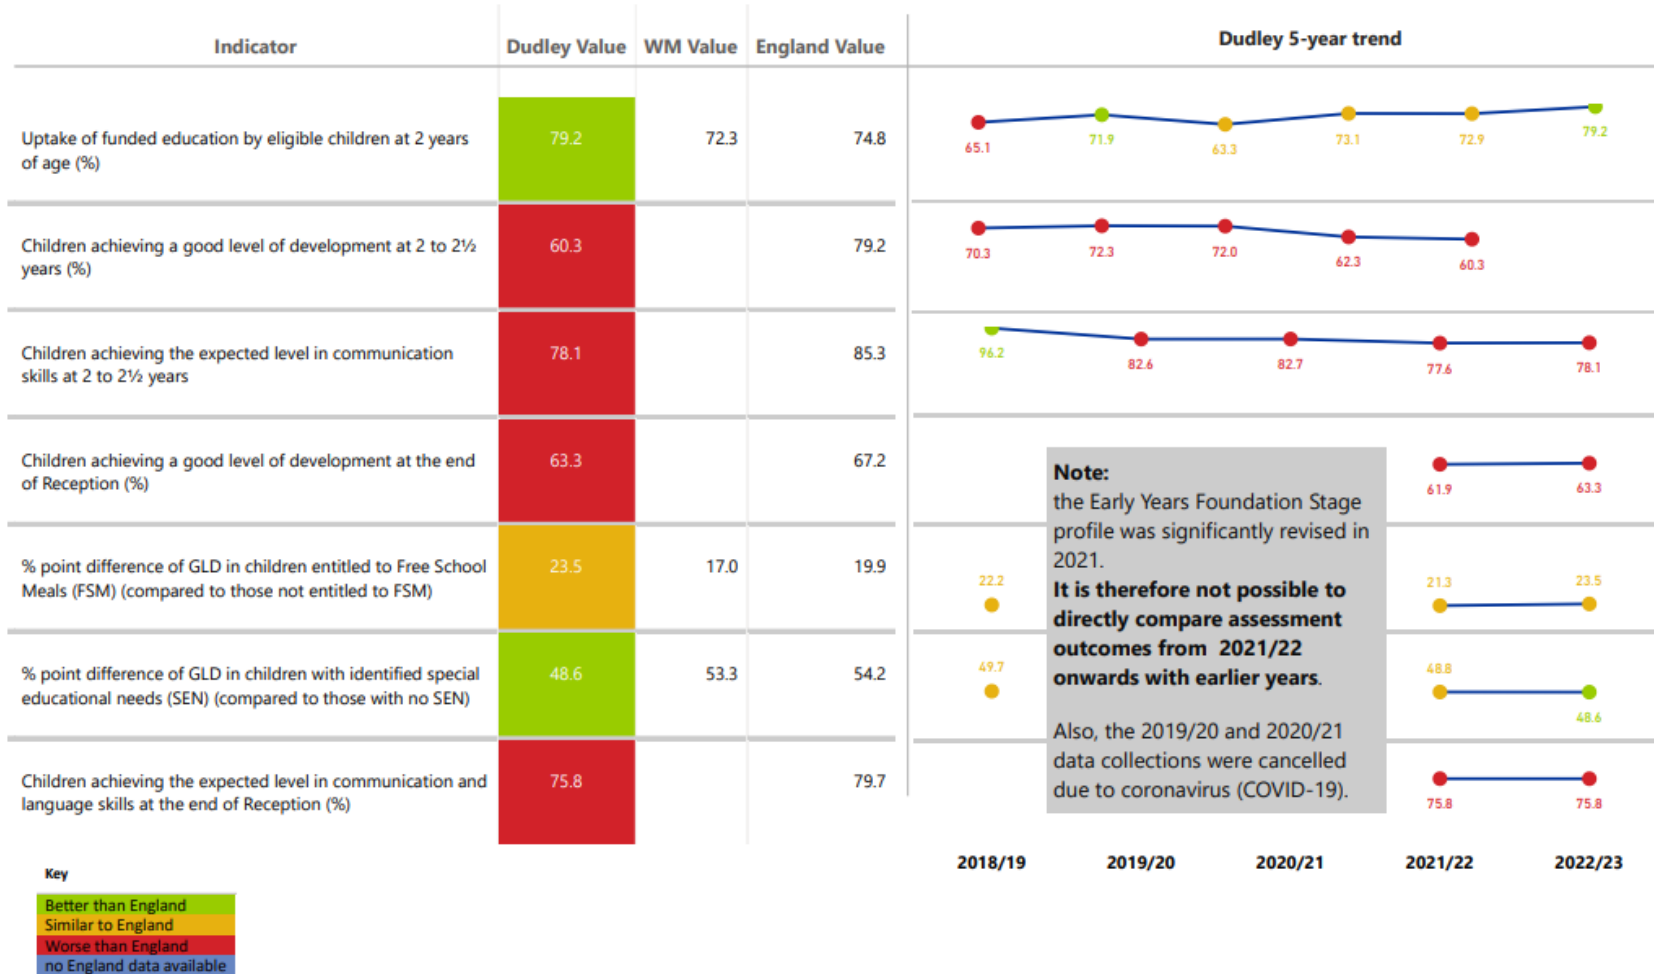 Indicator
Dudley Value
WM Value
England Value
Dudley 5-year trend
Uptake of funded education by eligible children at 2 years
of age (%)
79.2
72.3
74.8
65.1
71.9
63.3
73.1
72.9
79.2
Children achieving a good level of development at 2 to 2½
years (%)
60.3
79.2
70.3
72.3
72.0
62.3
60.3
Children achieving the expected level in communication
skills at 2 to 2½ years
78.1
85.3
96.2
82.6
82.7
77.6
78.1
Children achieving a good level of development at the end
of Reception (%)
63.3
67.2
61.9
63.3
% point difference of GLD in children entitled to Free School
Meals (FSM) (compared to those not entitled to FSM)
23.5
17.0
19.9
22.2
21.3
23.5
% point difference of GLD in children with identified special
educational needs (SEN) (compared to those with no SEN)
48.6
53.3
54.2
49.7
48.8
48.6
Children achieving the expected level in communication and
language skills at the end of Reception (%)
75.8
79.7
75.8
75.8
Note:
the Early Years Foundation Stage
profile was significantly revised in
2021.
It is therefore not possible to
directly compare assessment
outcomes from 2021/22
onwards with earlier years.
Also, the 2019/20 and 2020/21
data collections were cancelled
due to coronavirus (COVID-19).
2018/19
2019/20
2020/21
2021/22
2022/23
Key
Better than England
Similar to England
Worse than England
no England data available